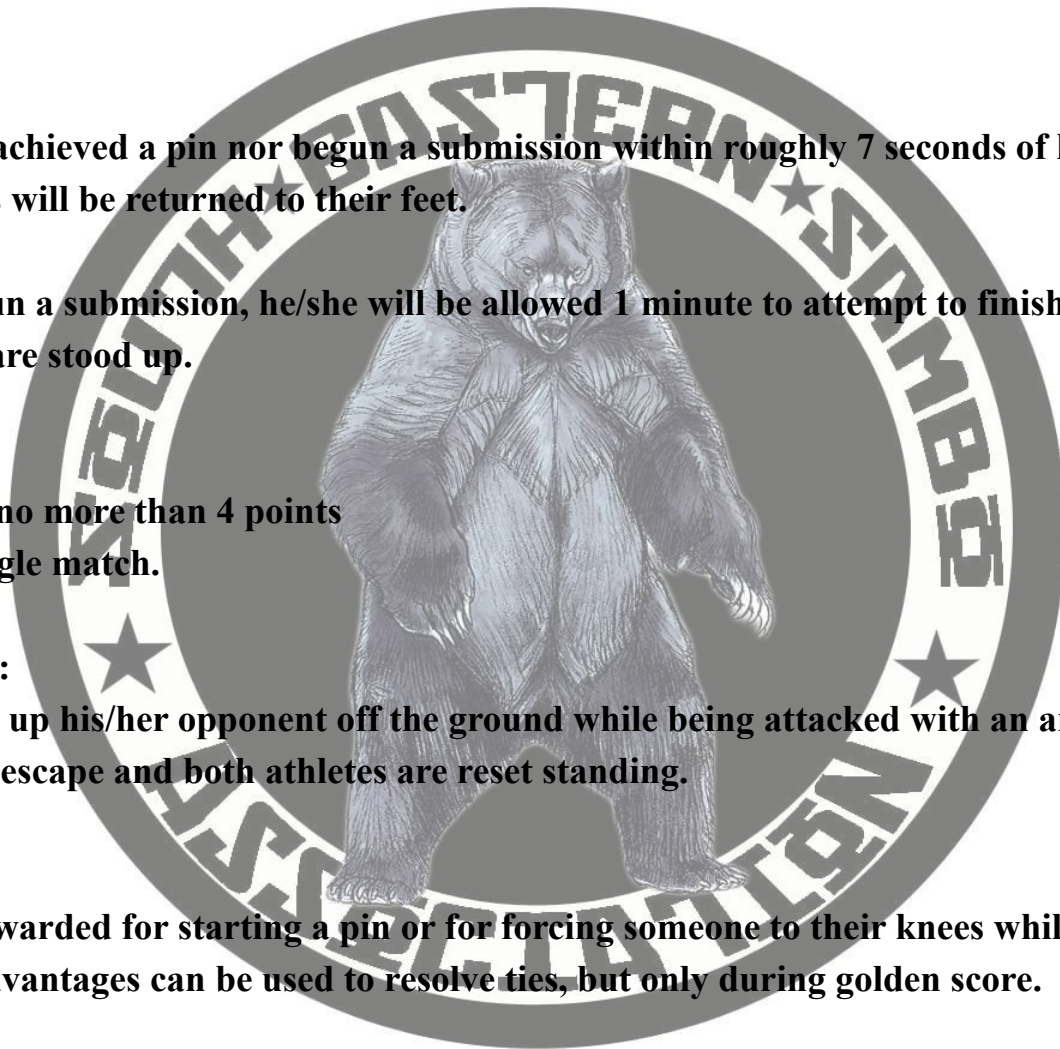 achieved a pin nor begun a submission within roughly 7 seconds of
s will be returned to their feet.
un a submission, he/she will be allowed 1 minute to attempt to finish
are stood up.
no more than 4 points
gle match.
:
up his/her opponent off the ground while being attacked with an
escape and both athletes are reset standing.
warded for starting a pin or for forcing someone to their knees whil
vantages can be used to resolve ties, but only during golden score.
SOUTH★EASTERN★SAMBO
★ASSOCIATION★